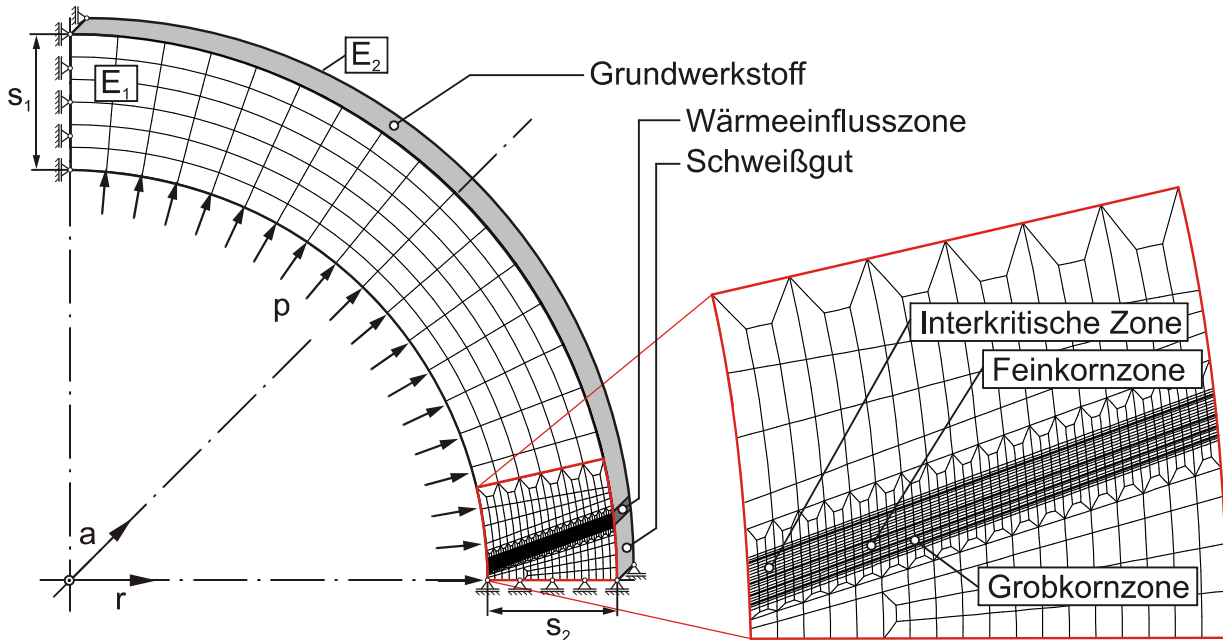 E₂
E₁
Grundwerkstoff
s₁
Wärmeeinflusszone
Schweißgut
p
Interkritische Zone
Feinkornzone
a
Grobkornzone
r
s₂